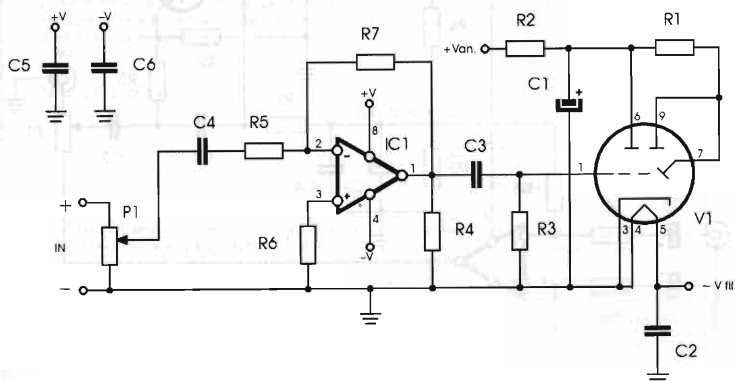 +V
-V
C5
C6
R7
+Van.
R2
R1
C1
+
6
9
C4
R5
+V
8
IC1
2
-
3
+
1
4
-V
C3
1
7
V1
3
4
5
+
P1
IN
-
R6
R4
R3
~ V fil
C2